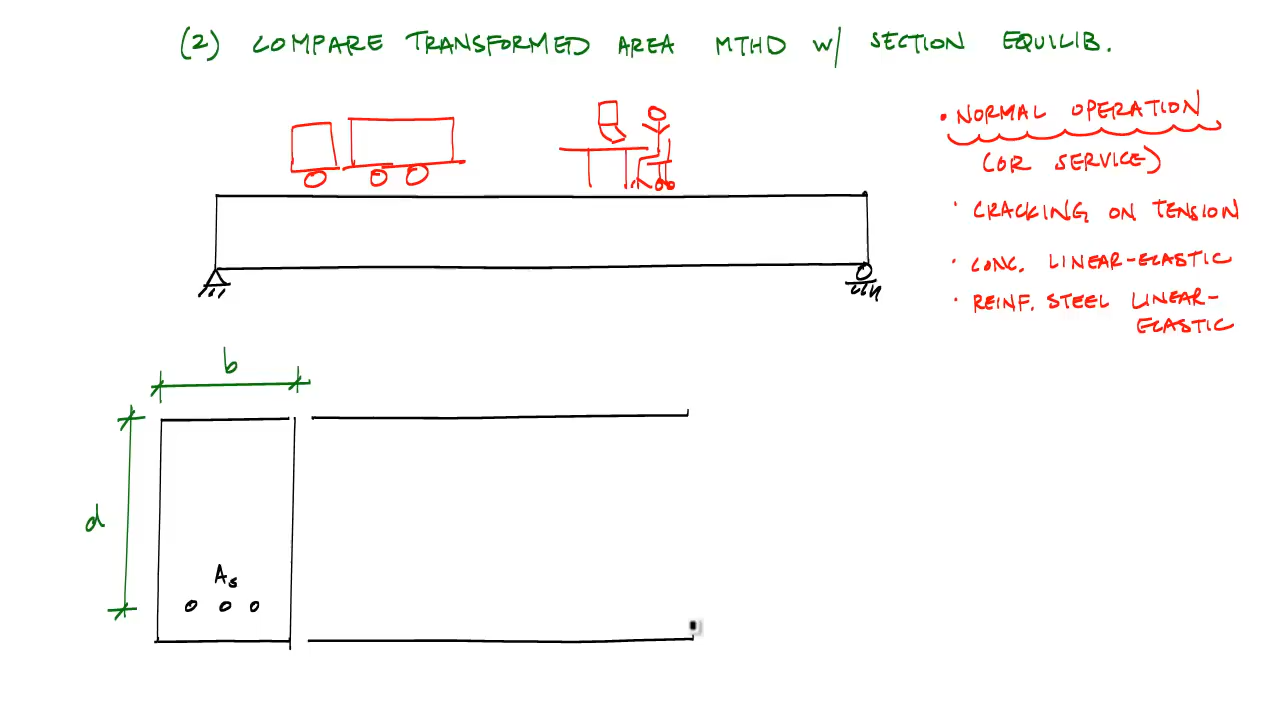 (2) COMPARE TRANSFORMED AREA MTHD w/ SECTION EQUILIB.
• NORMAL OPERATION
(OR SERVICE)
· CRACKING ON TENSION
· CONC. LINEAR-ELASTIC
· REINF. STEEL LINEAR-
ELASTIC
b
d
As